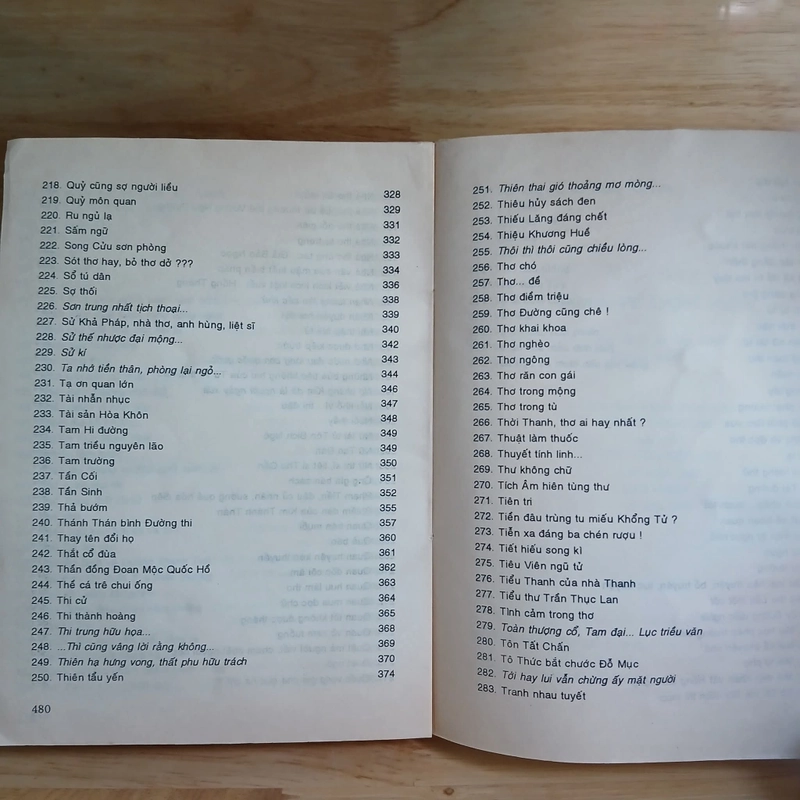 218. Quỷ cũng sợ người liều 328
219. Quỷ môn quan 329
220. Ru ngủ lạ 331
221. Sấm ngữ 332
222. Song Cửu sơn phòng 333
223. Sót thơ hay, bỏ thơ dở ??? 334
224. Sổ tú dân 336
225. Sợ thối 338
226. Sơn trung nhất tịch thoại... 339
227. Sử Khả Pháp, nhà thơ, anh hùng, liệt sĩ 340
228. Sử thế nhược đại mộng... 342
229. Sử kí 343
230. Ta nhớ tiền thân, phòng lại ngỏ... 344
231. Tạ ơn quan lớn 346
232. Tài nhẫn nhục 347
233. Tài sản Hòa Khôn 348
234. Tam Hi đường 349
235. Tam triều nguyên lão 349
236. Tam trường 350
237. Tần Cối 351
238. Tần Sinh 352
239. Thả bướm 355
240. Thánh Thán bình Đường thi 357
241. Thay tên đổi họ 360
242. Thắt cổ đùa 361
243. Thần đồng Đoan Mộc Quốc Hồ 362
244. Thề cá trê chui ống 363
245. Thi cử 364
246. Thi thành hoàng 365
247. Thi trung hữu họa... 368
248. ...Thì cũng vâng lời rằng không... 369
249. Thiên hạ hưng vong, thất phu hữu trách 370
250. Thiên tẩu yến 374
480
251. Thiên thai gió thoảng mơ mòng...
252. Thiêu hủy sách đen
253. Thiếu Lăng đáng chết
254. Thiệu Khương Huề
255. Thôi thì thôi cũng chiều lòng...
256. Thơ chó
257. Thơ... đề
258. Thơ điềm triệu
259. Thơ Đường cũng chê !
260. Thơ khai khoa
261. Thơ nghèo
262. Thơ ngông
263. Thơ răn con gái
264. Thơ trong mộng
265. Thơ trong tù
266. Thời Thanh, thơ ai hay nhất ?
267. Thuật làm thuốc
268. Thuyết tính linh...
269. Thư không chữ
270. Tích Âm hiên tùng thư
271. Tiên tri
272. Tiền đâu trùng tu miếu Khổng Tử ?
273. Tiễn xa đáng ba chén rượu !
274. Tiết hiếu song kì
275. Tiêu Viên ngũ tử
276. Tiểu Thanh của nhà Thanh
277. Tiểu thư Trần Thục Lan
278. Tình cảm trong thơ
279. Toàn thượng cổ, Tam đại... Lục triều văn
280. Tôn Tất Chấn
281. Tô Thức bắt chước Đỗ Mục
282. Tới hay lui vẫn chừng ấy mặt người
283. Tranh nhau tuyết